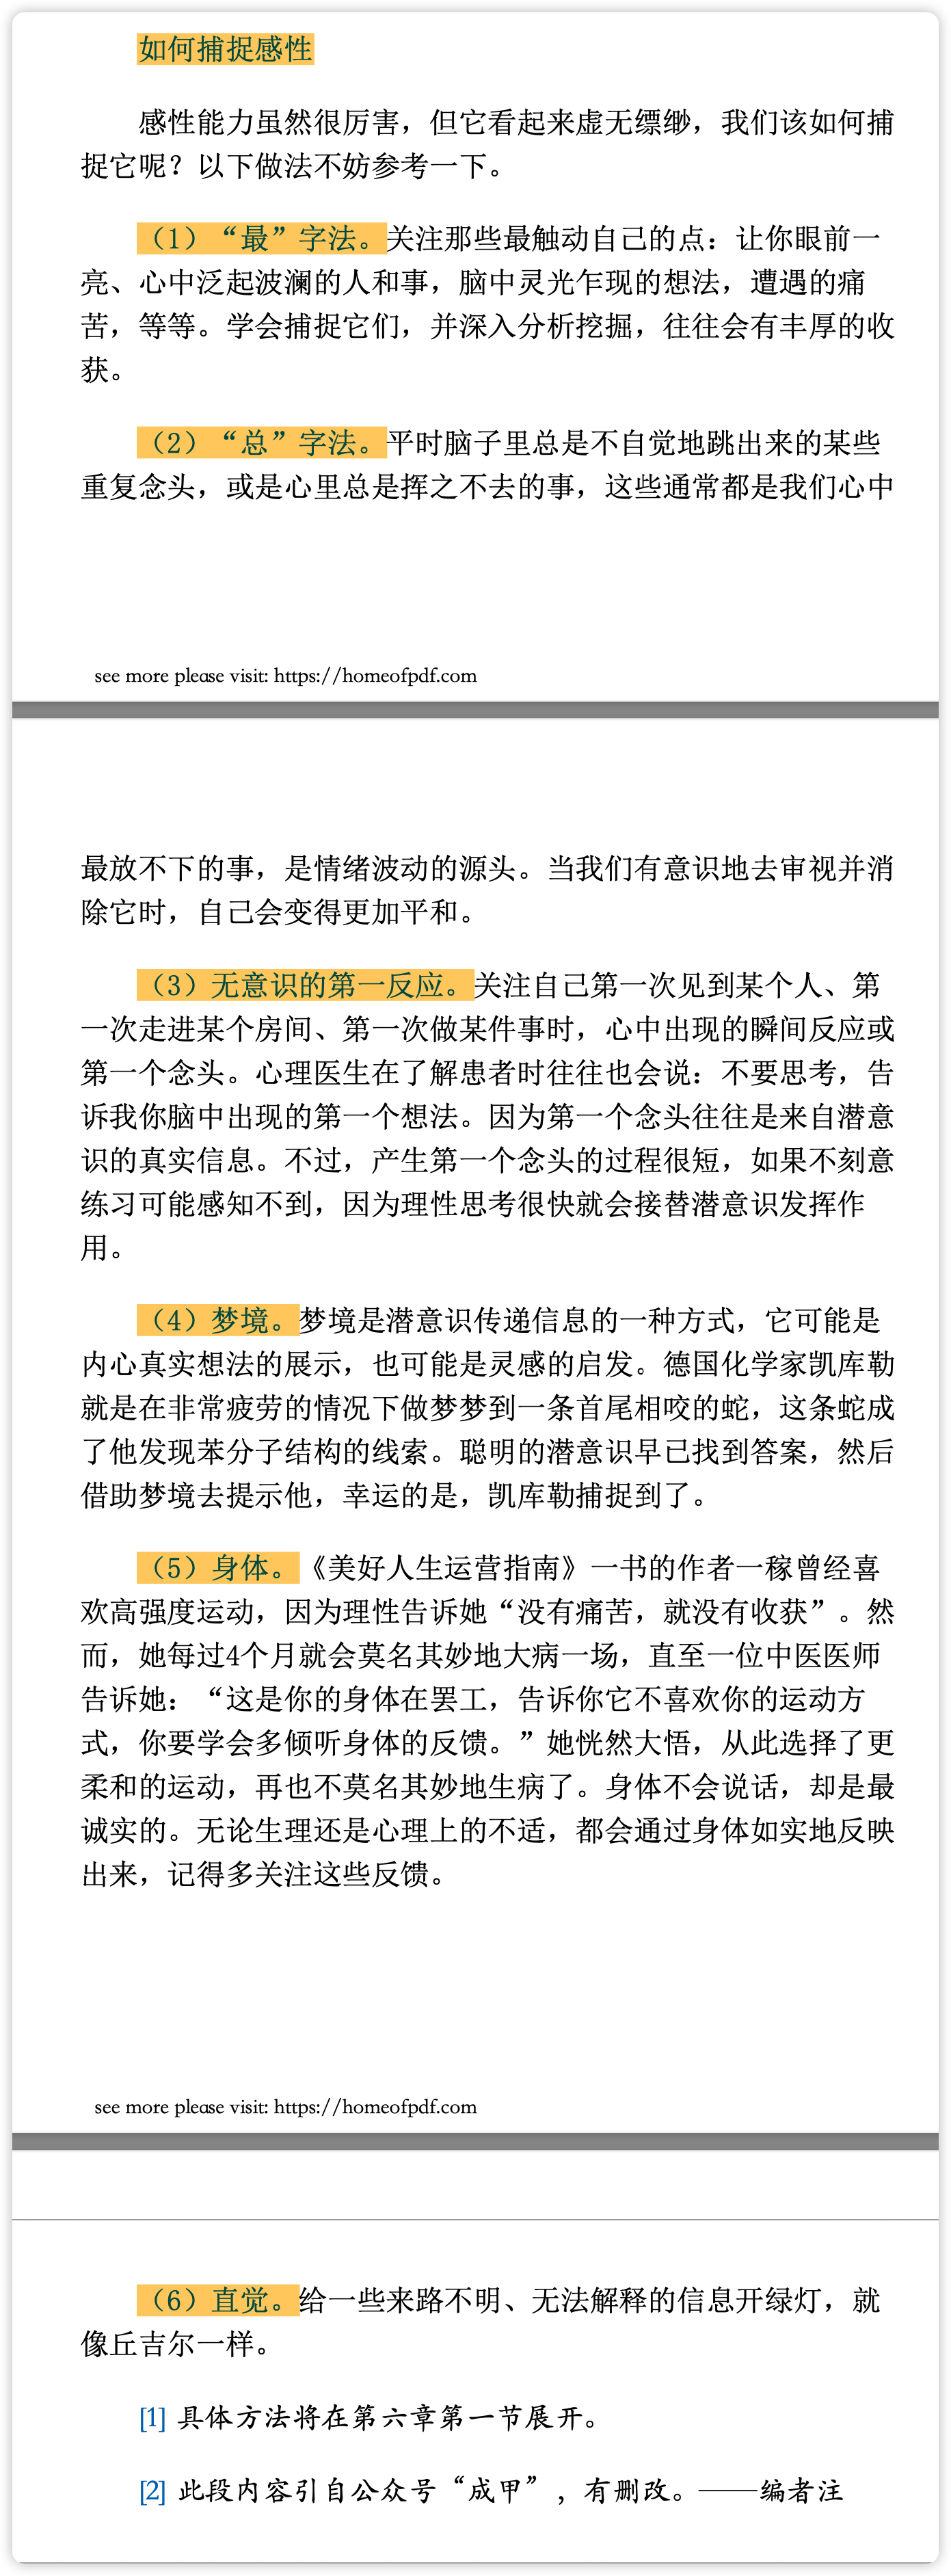 如何捕捉感性
感性能力虽然很厉害，但它看起来虚无缥缈，我们该如何捕
捉它呢？以下做法不妨参考一下。
（1）“最”字法。关注那些最触动自己的点：让你眼前一
亮、心中泛起波澜的人和事，脑中灵光乍现的想法，遭遇的痛
苦，等等。学会捕捉它们，并深入分析挖掘，往往会有丰厚的收
获。
（2）“总”字法。平时脑子里总是不自觉地跳出来的某些
重复念头，或是心里总是挥之不去的事，这些通常都是我们心中
see more please visit: https://homeofpdf.com
最放不下的事，是情绪波动的源头。当我们有意识地去审视并消
除它时，自己会变得更加平和。
（3）无意识的第一反应。关注自己第一次见到某个人、第
一次走进某个房间、第一次做某件事时，心中出现的瞬间反应或
第一个念头。心理医生在了解患者时往往也会说：不要思考，告
诉我你脑中出现的第一个想法。因为第一个念头往往是来自潜意
识的真实信息。不过，产生第一个念头的过程很短，如果不刻意
练习可能感知不到，因为理性思考很快就会接替潜意识发挥作
用。
（4）梦境。梦境是潜意识传递信息的一种方式，它可能是
内心真实想法的展示，也可能是灵感的启发。德国化学家凯库勒
就是在非常疲劳的情况下做梦梦到一条首尾相咬的蛇，这条蛇成
了他发现苯分子结构的线索。聪明的潜意识早已找到答案，然后
借助梦境去提示他，幸运的是，凯库勒捕捉到了。
（5）身体。《美好人生运营指南》一书的作者一稼曾经喜
欢高强度运动，因为理性告诉她“没有痛苦，就没有收获”。然
而，她每过4个月就会莫名其妙地大病一场，直至一位中医医师
告诉她：“这是你的身体在罢工，告诉你它不喜欢你的运动方
式，你要学会多倾听身体的反馈。”她恍然大悟，从此选择了更
柔和的运动，再也不莫名其妙地生病了。身体不会说话，却是最
诚实的。无论生理还是心理上的不适，都会通过身体如实地反映
出来，记得多关注这些反馈。
see more please visit: https://homeofpdf.com
（6）直觉。给一些来路不明、无法解释的信息开绿灯，就
像丘吉尔一样。
[1] 具体方法将在第六章第一节展开。
[2] 此段内容引自公众号“成甲”，有删改。——编者注